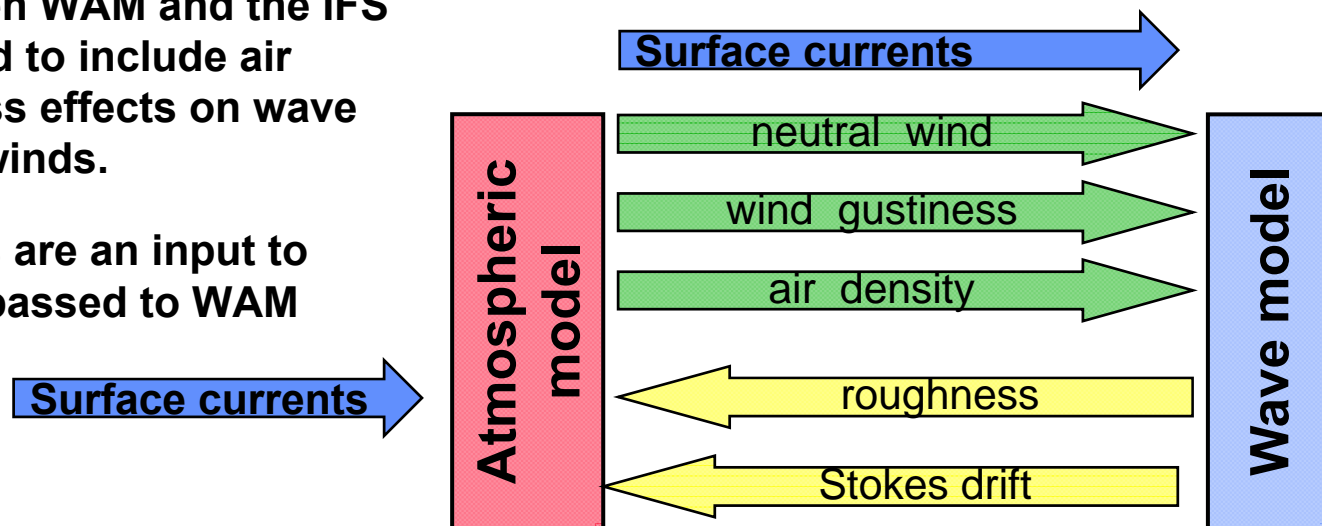 on WAM and the IFS
d to include air
ss effects on wave
winds.
are an input to
passed to WAM
Surface currents
Atmospheric
model
Surface currents
neutral wind
wind gustiness
air density
roughness
Stokes drift
Wave model